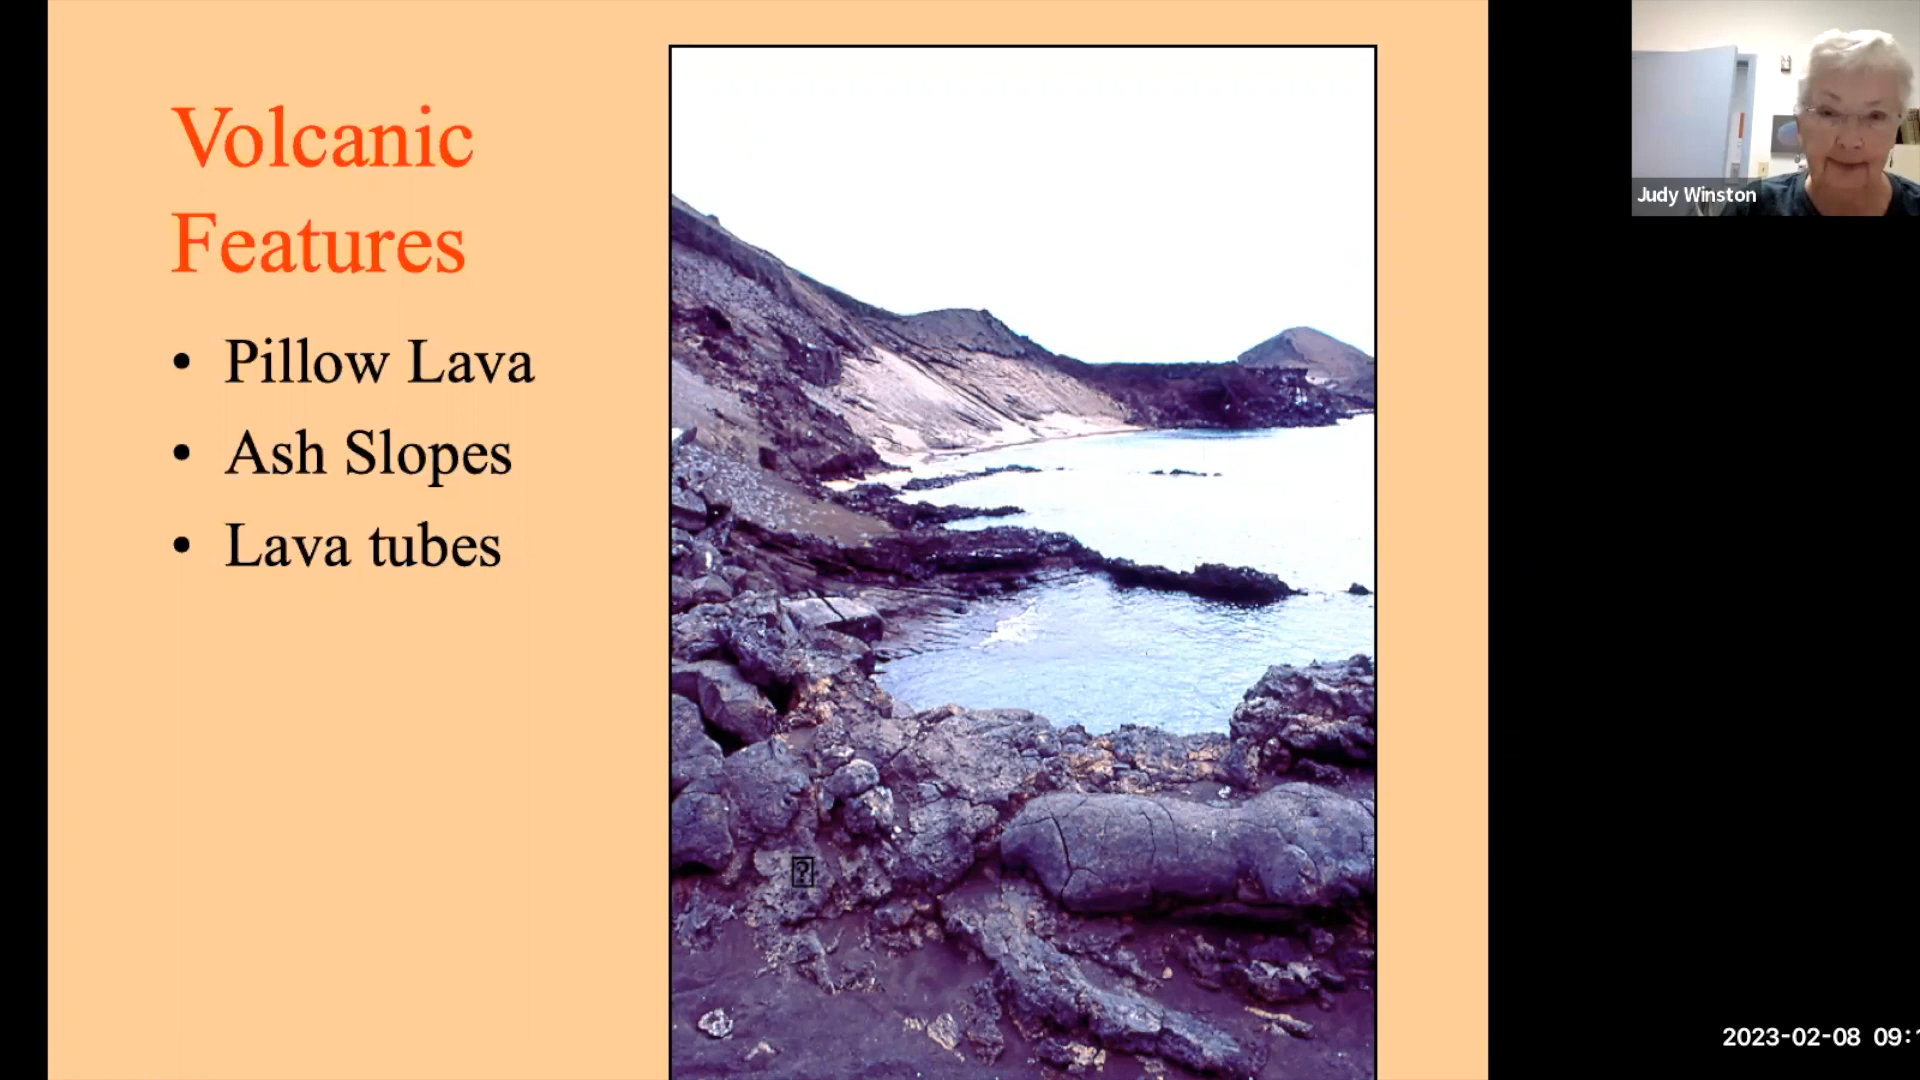 Volcanic
Features
• Pillow Lava
• Ash Slopes
• Lava tubes
?
Judy Winston
2023-02-08 09: